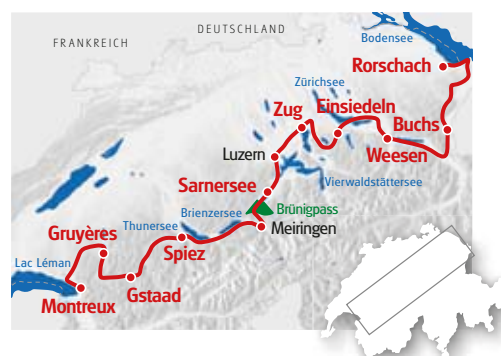 DEUTSCHLAND
FRANKREICH
Bodensee
Rorschach
Zürichsee
Zug
Einsiedeln
Buchs
Luzern
Weesen
Sarnersee
Vierwaldstättersee
Brienzersee
Brünigpass
Thunersee
Meiringen
Gruyères
Spiez
Lac Léman
Gstaad
Montreux